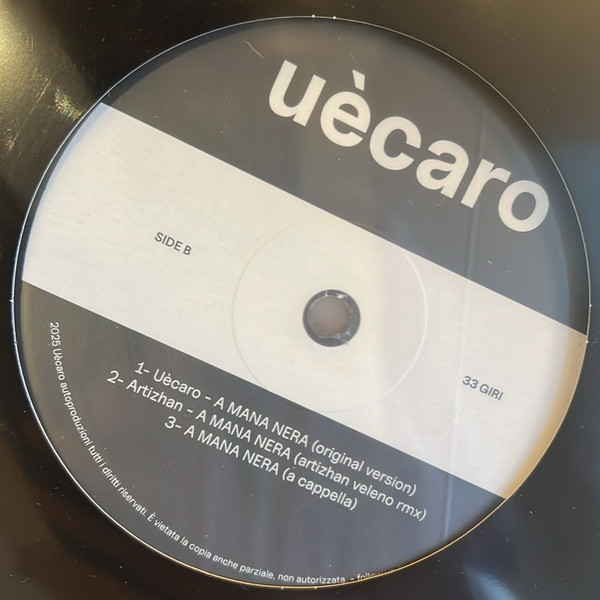 uècaro
SIDE B
33 GIRI
1- Uècaro - A MANA NERA (original version)
2- Artizhan - A MANA NERA (artizhan veleno rmx)
3- A MANA NERA (a cappella)
2025 Uècaro autoproduzioni tutti i diritti riservati. È vietata la copia anche parziale, non autorizzata. -